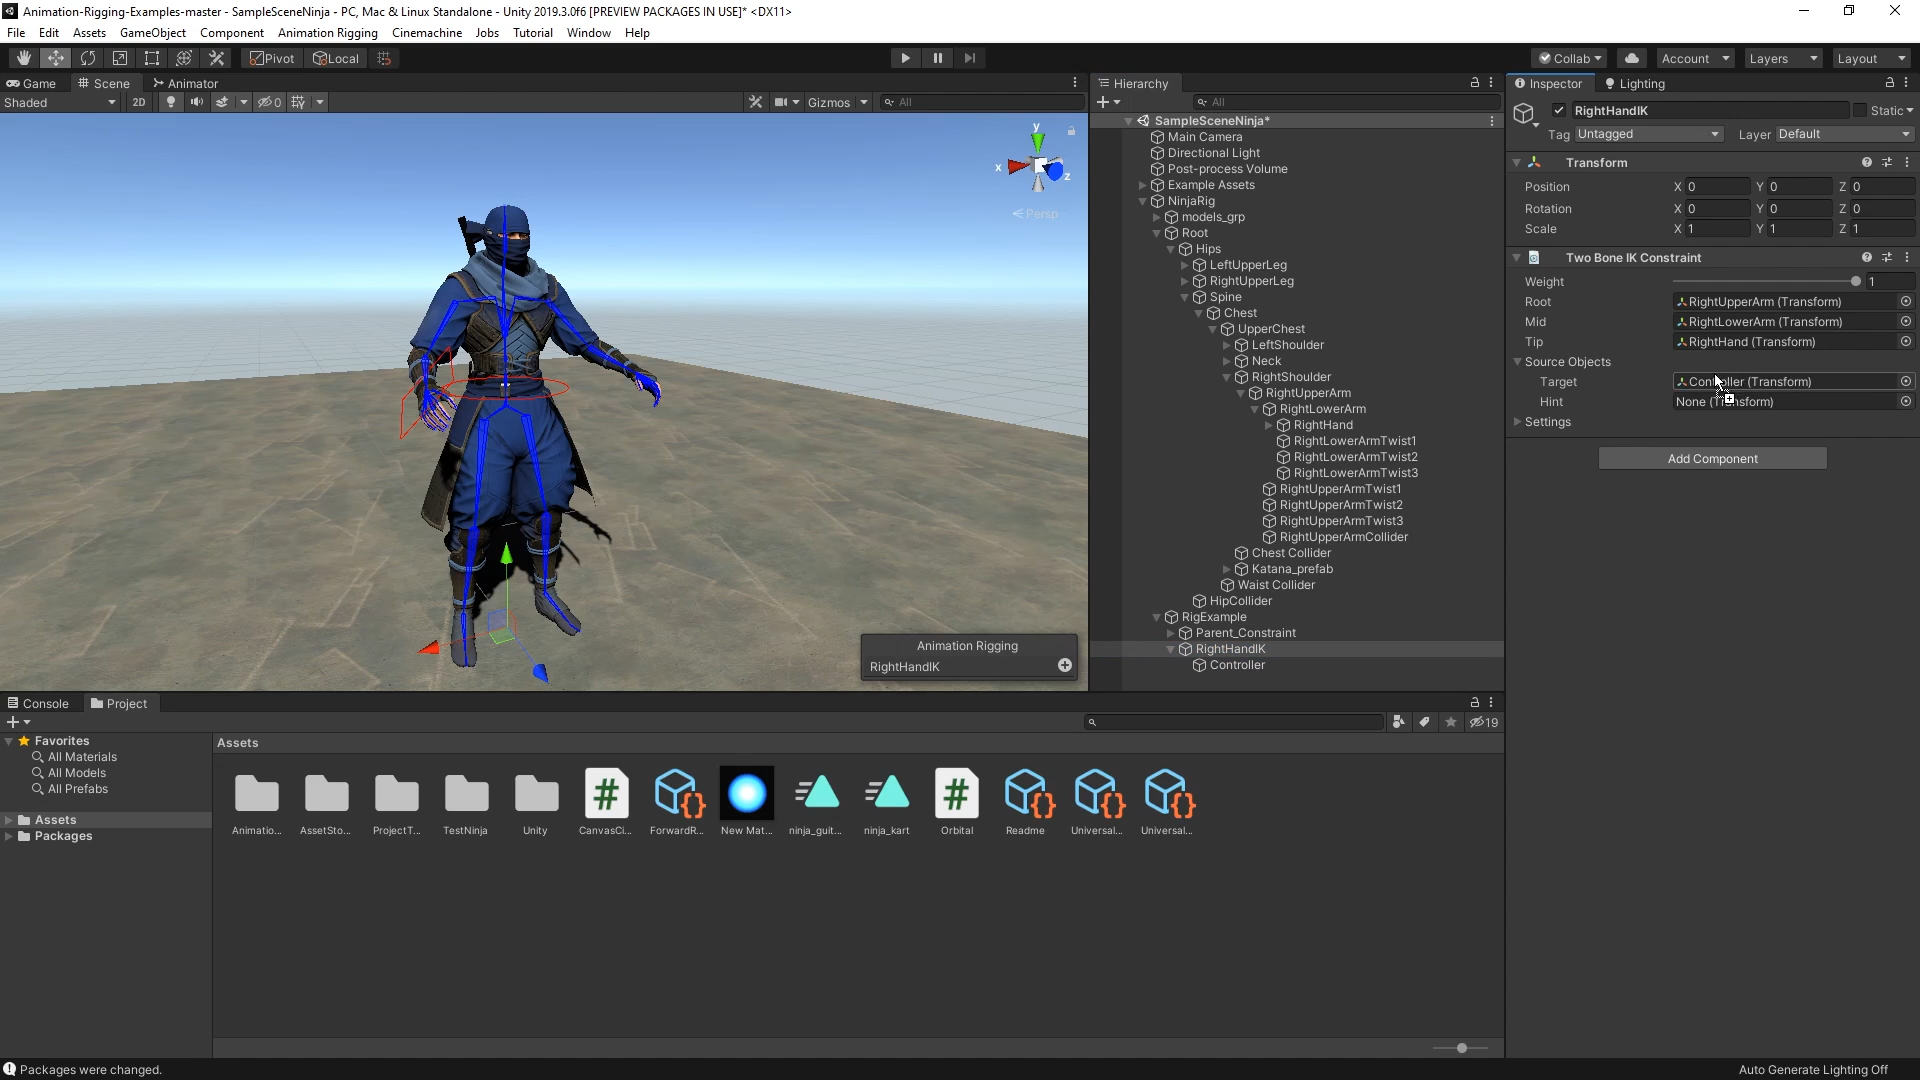 Animation-Rigging-Examples-master - SampleSceneNinja - PC, Mac & Linux Standalone - Unity 2019.3.0f6 [PREVIEW PACKAGES IN USE]* <DX11>
File Edit Assets GameObject Component Animation Rigging Cinemachine Jobs Tutorial Window Help
Pivot Local Collab Account Layers Layout
Game Scene Animator
Shaded 2D 0 Gizmos All
y
x
z
Persp
Animation Rigging
RightHandIK
Hierarchy
All
SampleSceneNinja*
Main Camera
Directional Light
Post-process Volume
Example Assets
NinjaRig
models_grp
Root
Hips
LeftUpperLeg
RightUpperLeg
Spine
Chest
UpperChest
LeftShoulder
Neck
RightShoulder
RightUpperArm
RightLowerArm
RightHand
RightLowerArmTwist1
RightLowerArmTwist2
RightLowerArmTwist3
RightUpperArmTwist1
RightUpperArmTwist2
RightUpperArmTwist3
RightUpperArmCollider
Chest Collider
Katana_prefab
Waist Collider
HipCollider
RigExample
Parent_Constraint
RightHandIK
Controller
Inspector Lighting
RightHandIK Static
Tag Untagged Layer Default
Transform
Position X 0 Y 0 Z 0
Rotation X 0 Y 0 Z 0
Scale X 1 Y 1 Z 1
Two Bone IK Constraint
Weight 1
Root RightUpperArm (Transform)
Mid RightLowerArm (Transform)
Tip RightHand (Transform)
Source Objects
Target Controller (Transform)
Hint None (Transform)
Settings
Add Component
Console Project
19
Favorites
All Materials
All Models
All Prefabs
Assets
Packages
Assets
Animatio... AssetSto... ProjectT... TestNinja Unity CanvasCi... ForwardR... New Mat... ninja_guit... ninja_kart Orbital Readme Universal... Universal...
Packages were changed.
Auto Generate Lighting Off